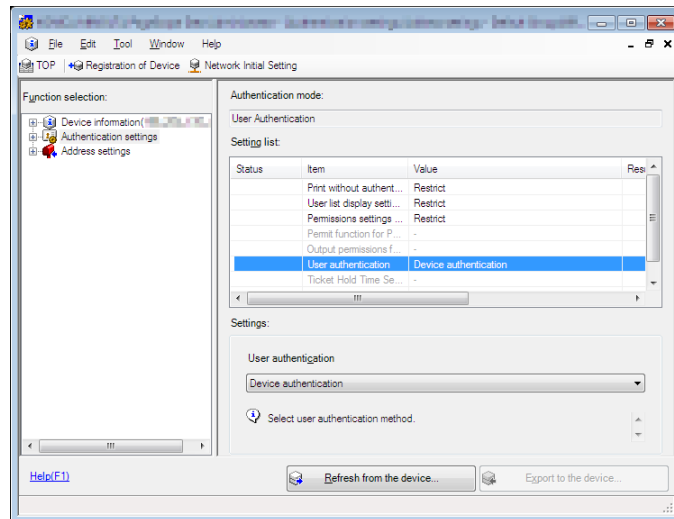 File Edit Tool Window Help
TOP Registration of Device Network Initial Setting
Function selection:
Device information(
Authentication settings
Address settings
Authentication mode:
User Authentication
Setting list:
Status Item Value Res
Print without authent... Restrict
User list display setti... Restrict
Permissions settings ... Restrict
Permit function for P... -
Output permissions f... -
User authentication Device authentication
Ticket Hold Time Se... -
Settings:
User authentication
Device authentication
Select user authentication method.
Help(F1)
Refresh from the device...
Export to the device...